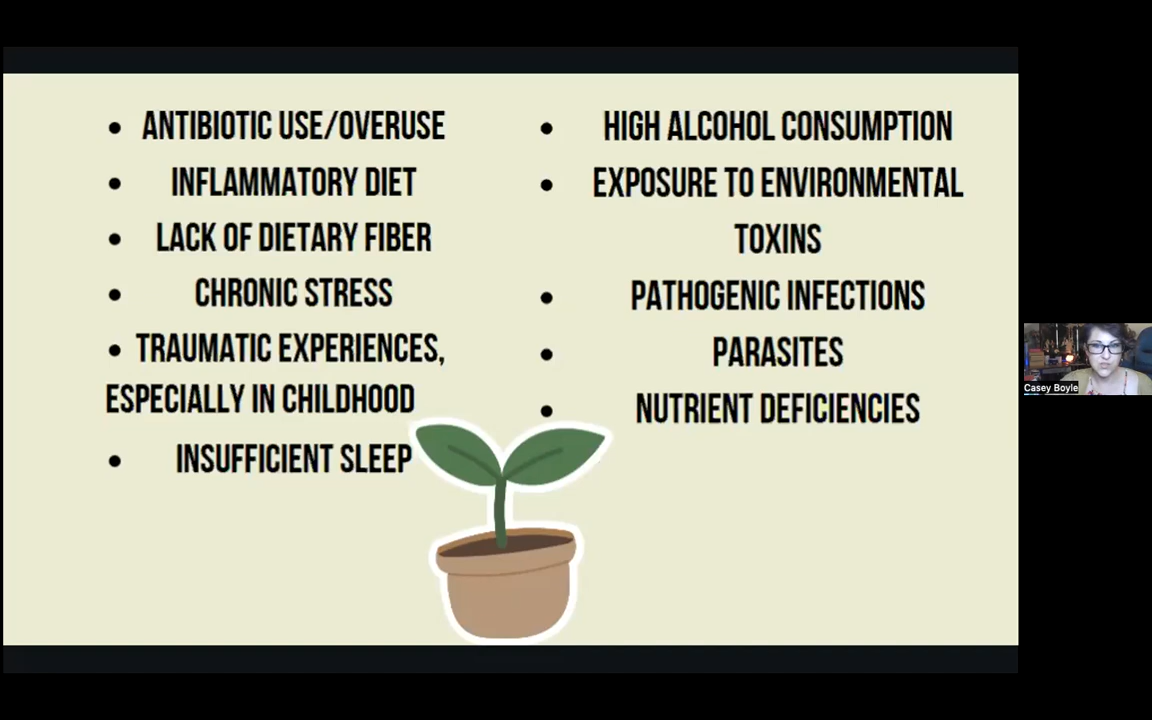 • ANTIBIOTIC USE/OVERUSE
• INFLAMMATORY DIET
• LACK OF DIETARY FIBER
• CHRONIC STRESS
• TRAUMATIC EXPERIENCES,
ESPECIALLY IN CHILDHOOD
• INSUFFICIENT SLEEP
• HIGH ALCOHOL CONSUMPTION
• EXPOSURE TO ENVIRONMENTAL
TOXINS
• PATHOGENIC INFECTIONS
• PARASITES
• NUTRIENT DEFICIENCIES
Casey Boyle